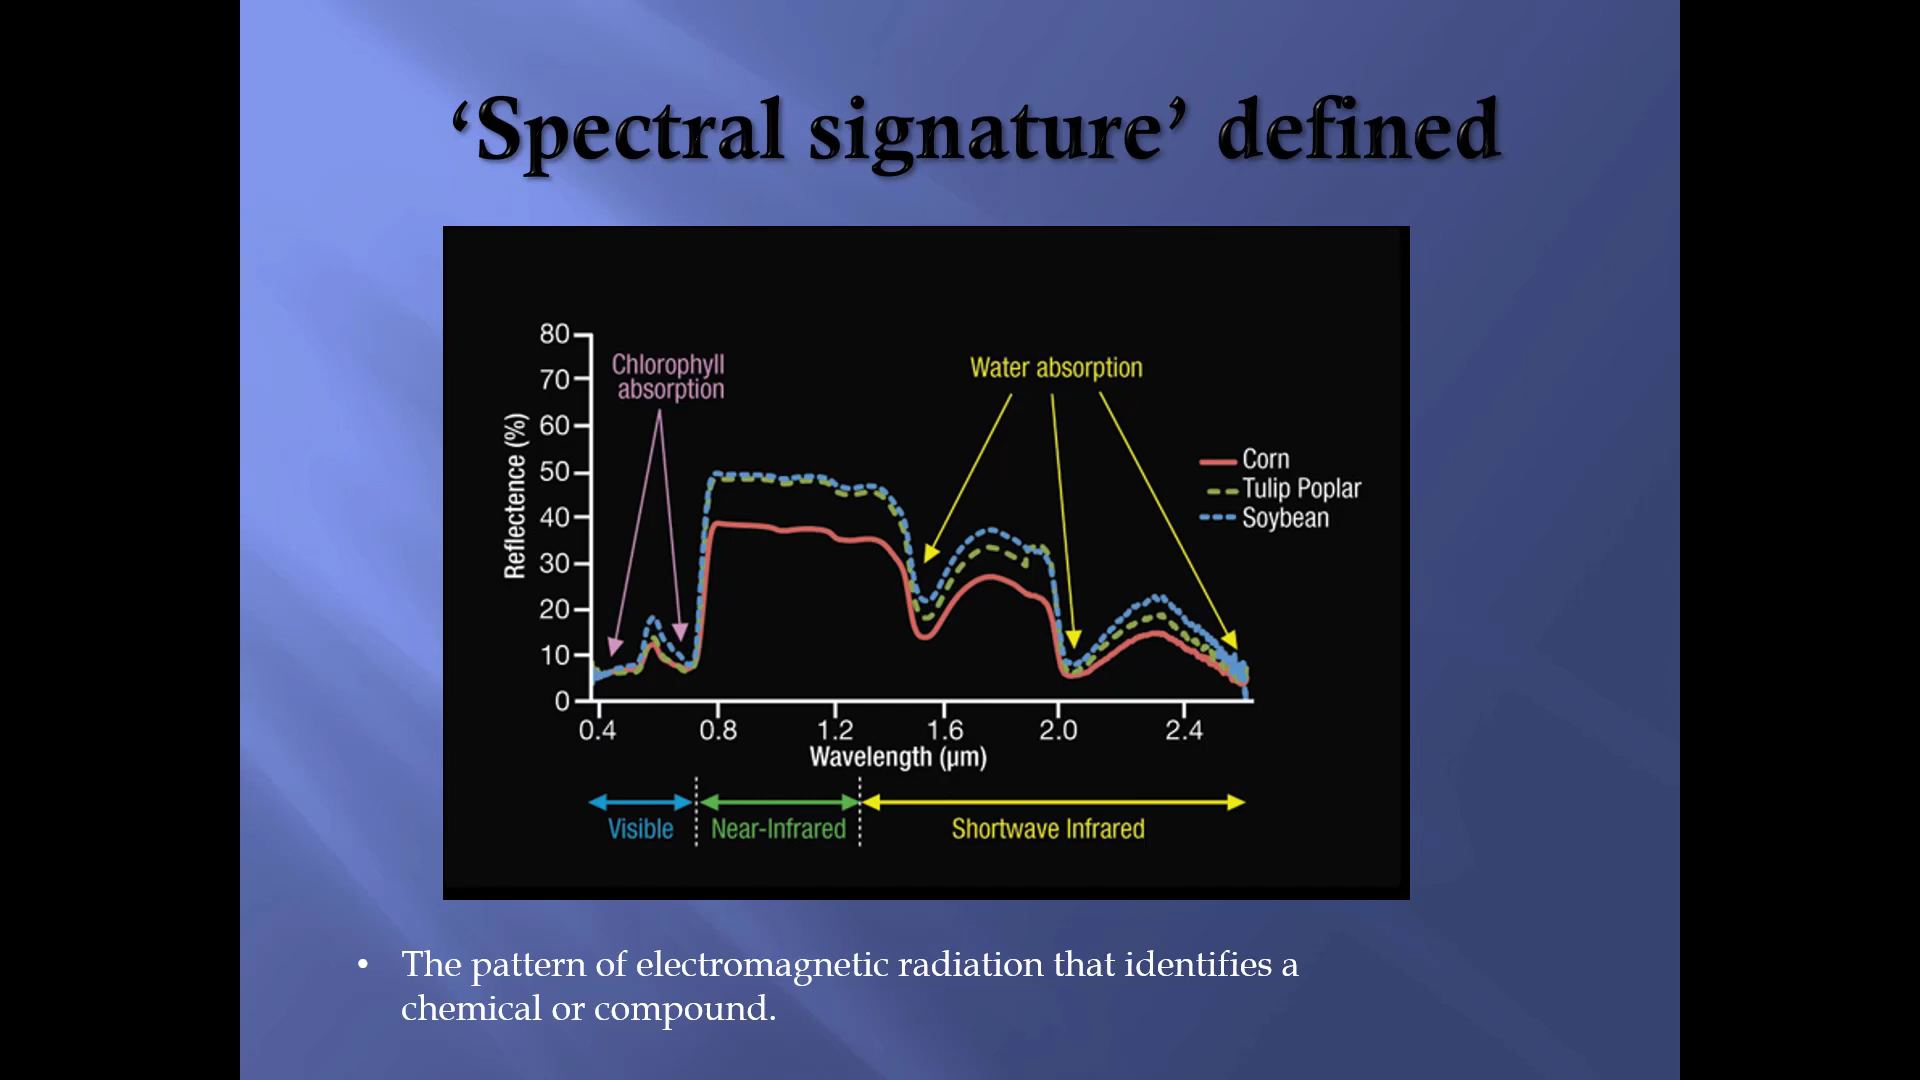 ‘Spectral signature’ defined
80
Chlorophyll
absorption
Water absorption
70
60
50
40
30
20
10
0
Reflectence (%)
Corn
Tulip Poplar
Soybean
0.4 0.8 1.2 1.6 2.0 2.4
Wavelength (µm)
Visible Near-Infrared Shortwave Infrared
• The pattern of electromagnetic radiation that identifies a
chemical or compound.